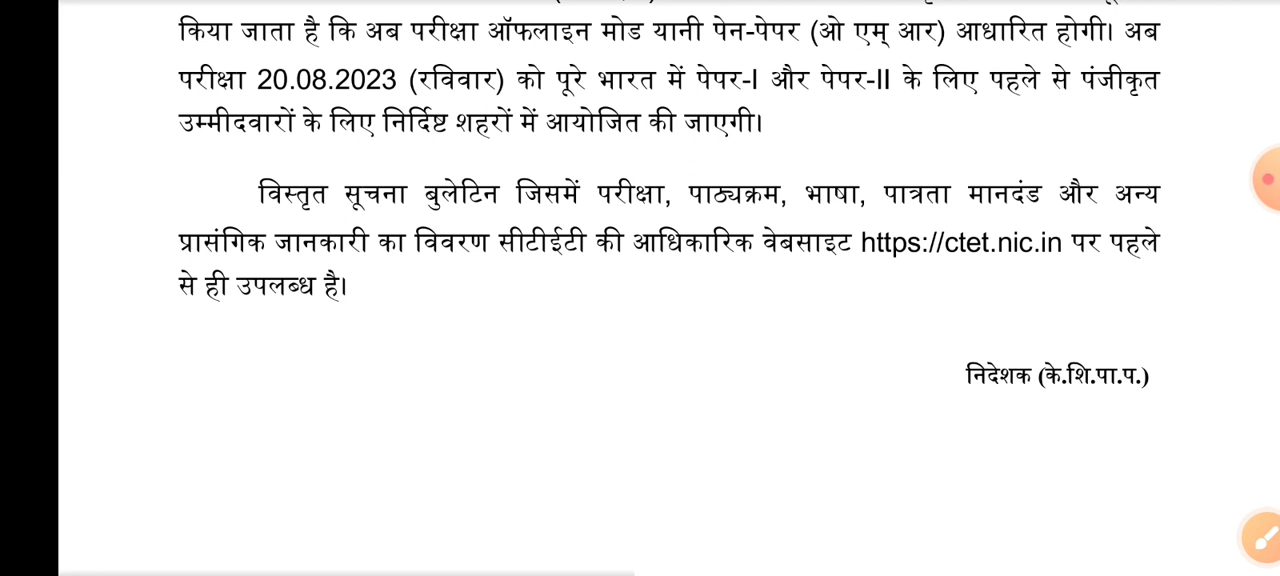 किया जाता है कि अब परीक्षा ऑफलाइन मोड यानी पेन-पेपर (ओ एम् आर) आधारित होगी। अब
परीक्षा 20.08.2023 (रविवार) को पूरे भारत में पेपर-I और पेपर-II के लिए पहले से पंजीकृत
उम्मीदवारों के लिए निर्दिष्ट शहरों में आयोजित की जाएगी।
विस्तृत सूचना बुलेटिन जिसमें परीक्षा, पाठ्यक्रम, भाषा, पात्रता मानदंड और अन्य
प्रासंगिक जानकारी का विवरण सीटीईटी की आधिकारिक वेबसाइट https://ctet.nic.in पर पहले
से ही उपलब्ध है।
निदेशक (के.शि.पा.प.)